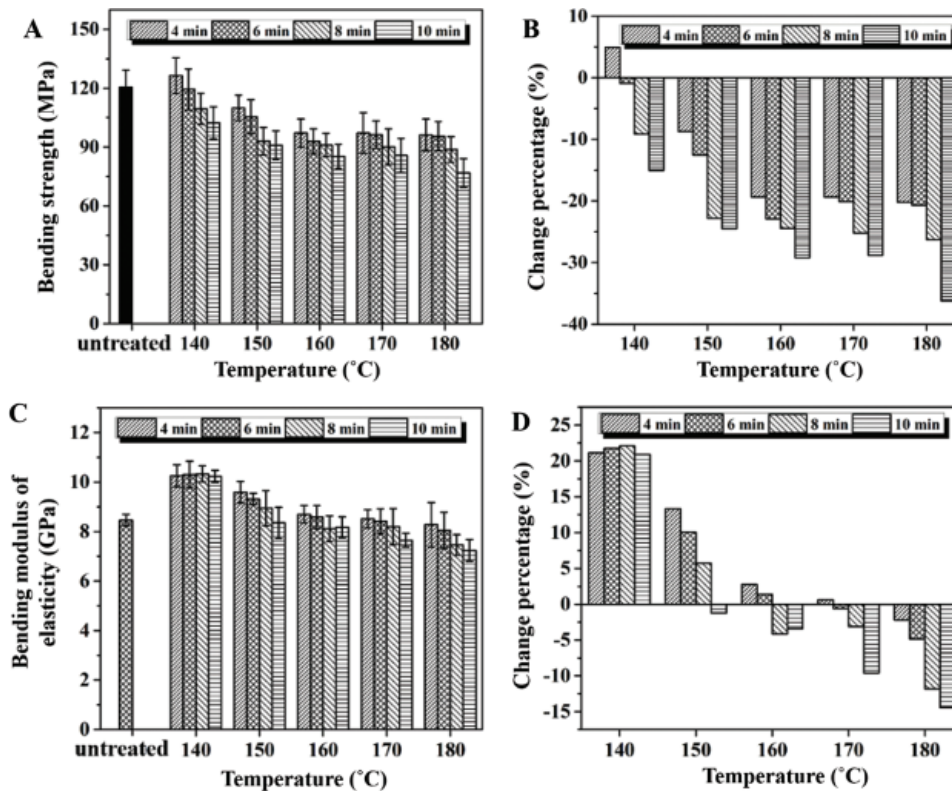 A
4 min 6 min 8 min 10 min
Bending strength (MPa)
150
120
90
60
30
0
untreated 140 150 160 170 180
Temperature (˚C)
B
4 min 6 min 8 min 10 min
Change percentage (%)
10
0
-10
-20
-30
-40
140 150 160 170 180
Temperature (˚C)
C
4 min 6 min 8 min 10 min
Bending modulus of
elasticity (GPa)
12
10
8
6
4
2
0
untreated 140 150 160 170 180
Temperature (˚C)
D
4 min 6 min 8 min 10 min
Change percentage (%)
25
20
15
10
5
0
-5
-10
-15
140 150 160 170 180
Temperature (˚C)